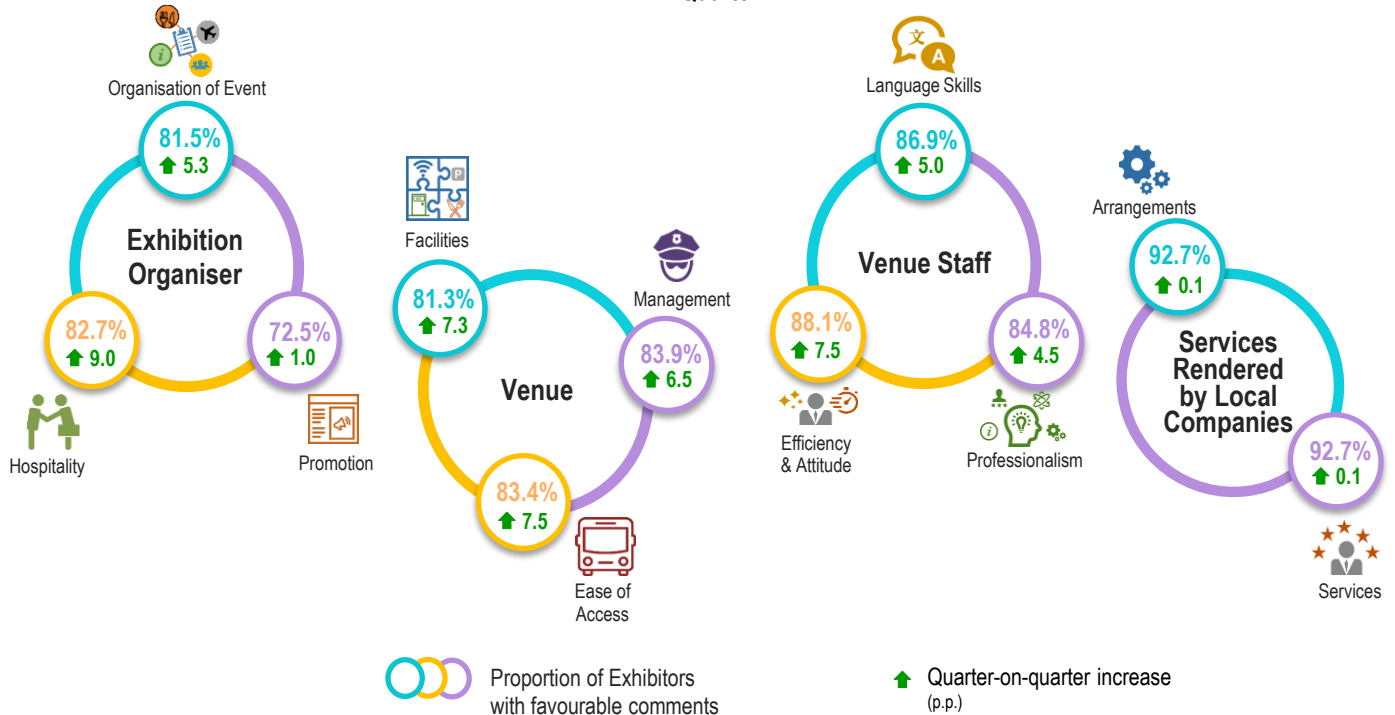 Organisation of Event
81.5%
5.3
Exhibition
Organiser
82.7%
9.0
72.5%
1.0
Hospitality
Promotion
Facilities
81.3%
7.3
Management
83.9%
6.5
Venue
83.4%
7.5
Ease of
Access
文
A
Language Skills
86.9%
5.0
Venue Staff
88.1%
7.5
84.8%
4.5
Efficiency
& Attitude
Professionalism
Arrangements
92.7%
0.1
Services
Rendered
by Local
Companies
92.7%
0.1
Services
Proportion of Exhibitors
with favourable comments
Quarter-on-quarter increase
(p.p.)